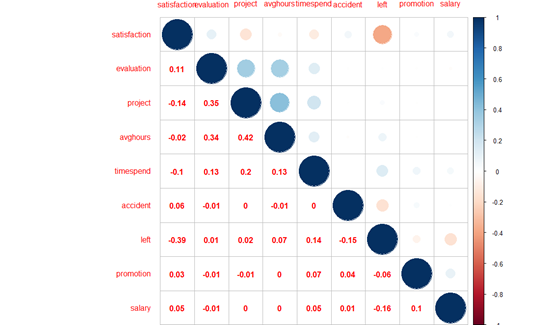 satisfaction evaluation project avghours timespend accident left promotion salary
satisfaction 1
evaluation 0.11 0.8
project -0.14 0.35 0.6
avghours -0.02 0.34 0.42 0.4
0.2
timespend -0.1 0.13 0.2 0.13 0
accident 0.06 -0.01 0 -0.01 0 -0.2
left -0.39 0.01 0.02 0.07 0.14 -0.15 -0.4
-0.6
promotion 0.03 -0.01 -0.01 0 0.07 0.04 -0.06
salary 0.05 -0.01 0 0 0.05 0.01 -0.16 0.1 -0.8